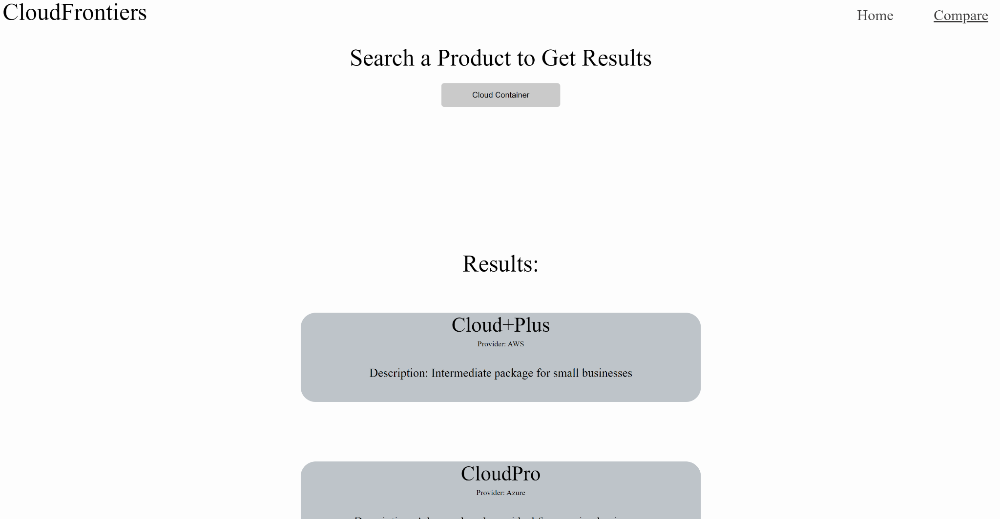 CloudFrontiers
Home
Compare
Search a Product to Get Results
Cloud Container
Results:
Cloud+Plus
Provider: AWS
Description: Intermediate package for small businesses
CloudPro
Provider: Azure